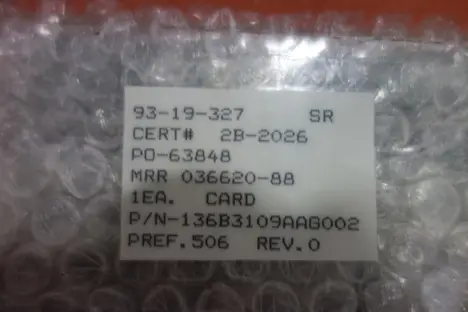 93-19-327 SR
CERT# 2B-2026
PO-63848
MRR 036620-88
1EA. CARD
P/N-136B3109AAG002
PREF.506 REV.0